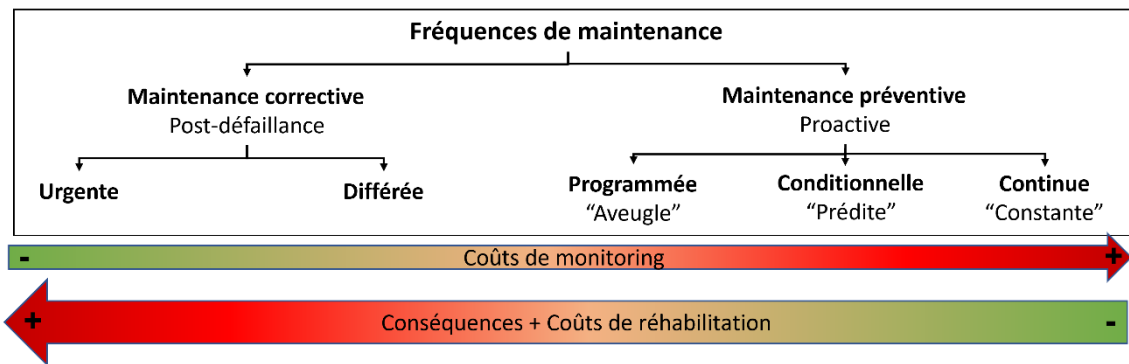 Fréquences de maintenance
Maintenance corrective
Post-défaillance
Maintenance préventive
Proactive
Urgente
Différée
Programmée
“Aveugle”
Conditionnelle
“Prédite”
Continue
“Constante”
- Coûts de monitoring +
+ Conséquences + Coûts de réhabilitation -